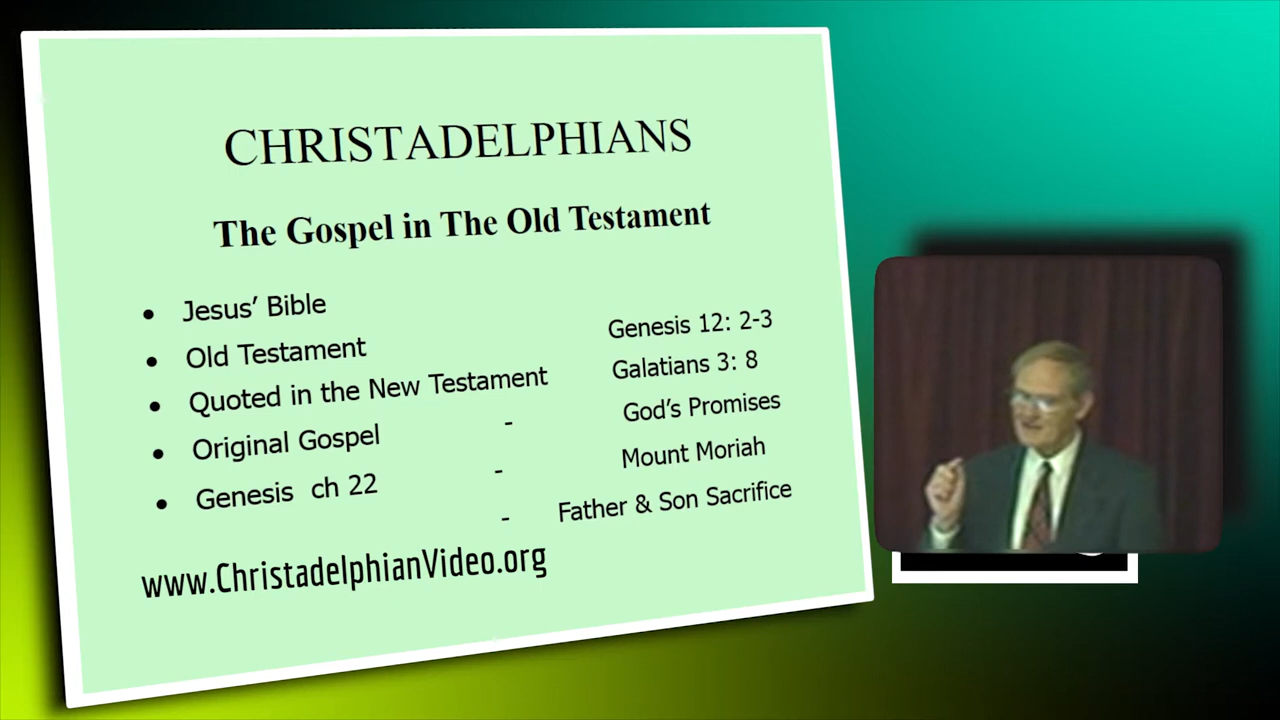 CHRISTADELPHIANS
The Gospel in The Old Testament
• Jesus’ Bible
• Old Testament
• Quoted in the New Testament
• Original Gospel
• Genesis ch 22
Genesis 12: 2-3
Galatians 3: 8
- God’s Promises
- Mount Moriah
- Father & Son Sacrifice
www.ChristadelphianVideo.org